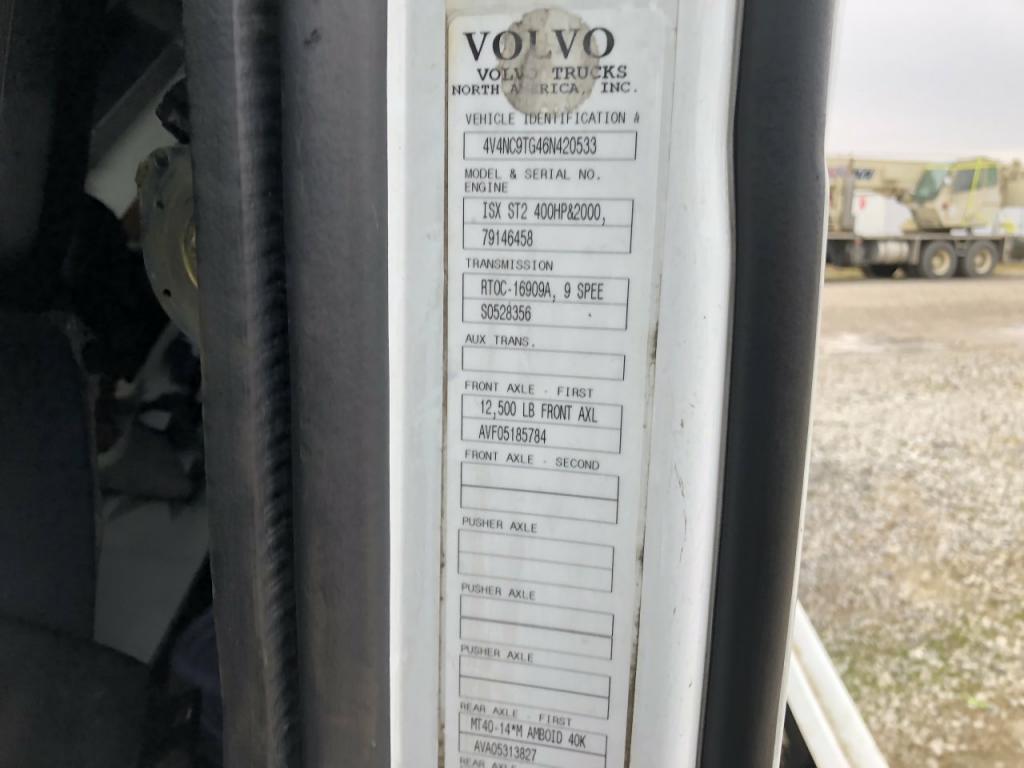 VOLVO
VOLVO TRUCKS
NORTH AMERICA, INC.
VEHICLE IDENTIFICATION #
4V4NC9TG46N420533
MODEL & SERIAL NO.
ENGINE
ISX ST2 400HP&2000,
79146458
TRANSMISSION
RTOC-16909A, 9 SPEE
S0528356
AUX TRANS.
FRONT AXLE - FIRST
12,500 LB FRONT AXL
AVF05185784
FRONT AXLE - SECOND
PUSHER AXLE
PUSHER AXLE
PUSHER AXLE
REAR AXLE - FIRST
MT40-14*M AMBOID 40K
AVA05313827
REAR AXLE